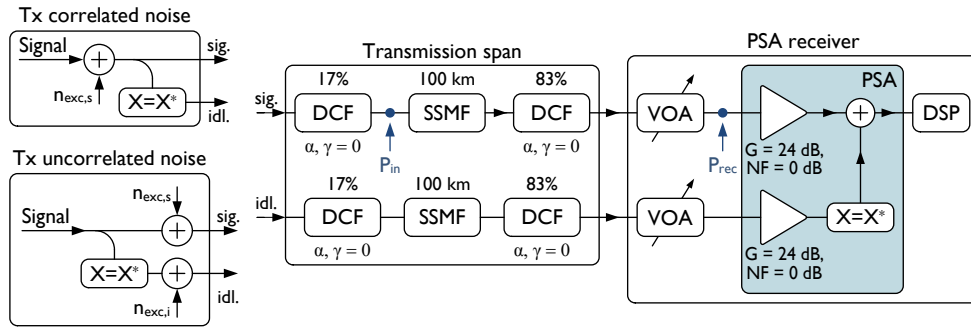 Tx correlated noise
Signal
sig.
n_exc,s
X=X*
idl.
Tx uncorrelated noise
n_exc,s
Signal
sig.
X=X*
n_exc,i
idl.
Transmission span
17% 100 km 83%
sig. DCF SSMF DCF
α, γ = 0 P_in α, γ = 0
17% 100 km 83%
idl. DCF SSMF DCF
α, γ = 0 α, γ = 0
PSA receiver
PSA
VOA DSP
P_rec
G = 24 dB,
NF = 0 dB
VOA X=X*
G = 24 dB,
NF = 0 dB